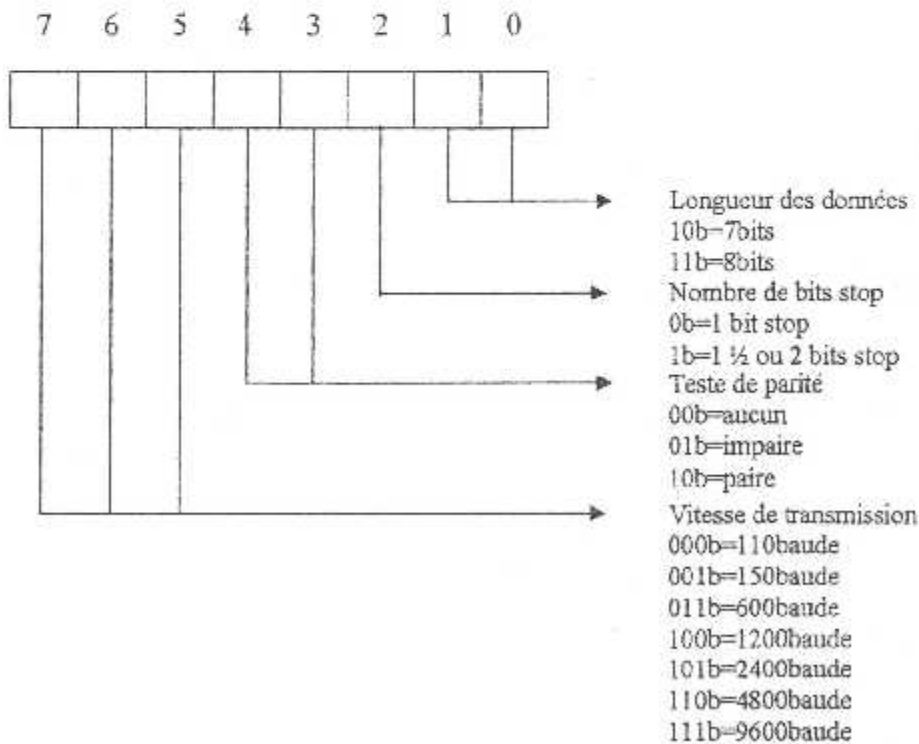 7 6 5 4 3 2 1 0
Longueur des données
10b=7bits
11b=8bits
Nombre de bits stop
0b=1 bit stop
1b=1 ½ ou 2 bits stop
Teste de parité
00b=aucun
01b=impaire
10b=paire
Vitesse de transmission
000b=110baude
001b=150baude
011b=600baude
100b=1200baude
101b=2400baude
110b=4800baude
111b=9600baude